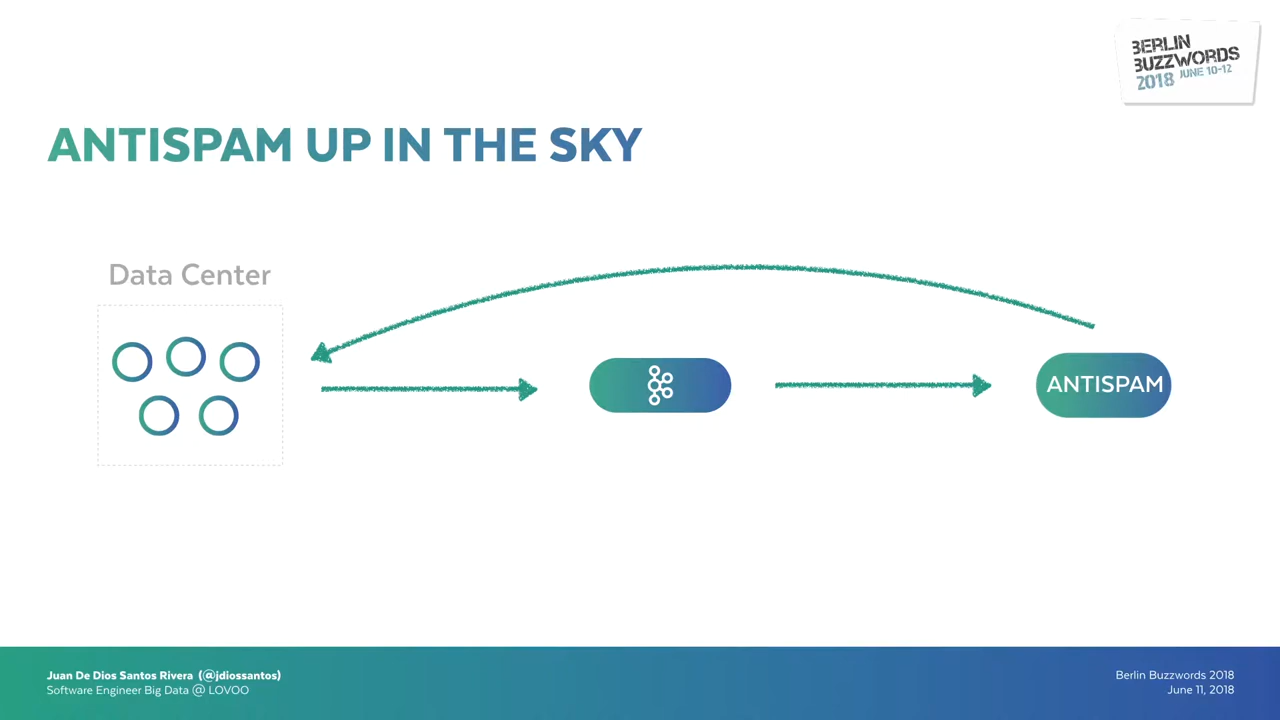 BERLIN
BUZZWORDS
2018 JUNE 10-12
ANTISPAM UP IN THE SKY
Data Center
ANTISPAM
Juan De Dios Santos Rivera (@jdiossantos)
Software Engineer Big Data @ LOVOO
Berlin Buzzwords 2018
June 11, 2018